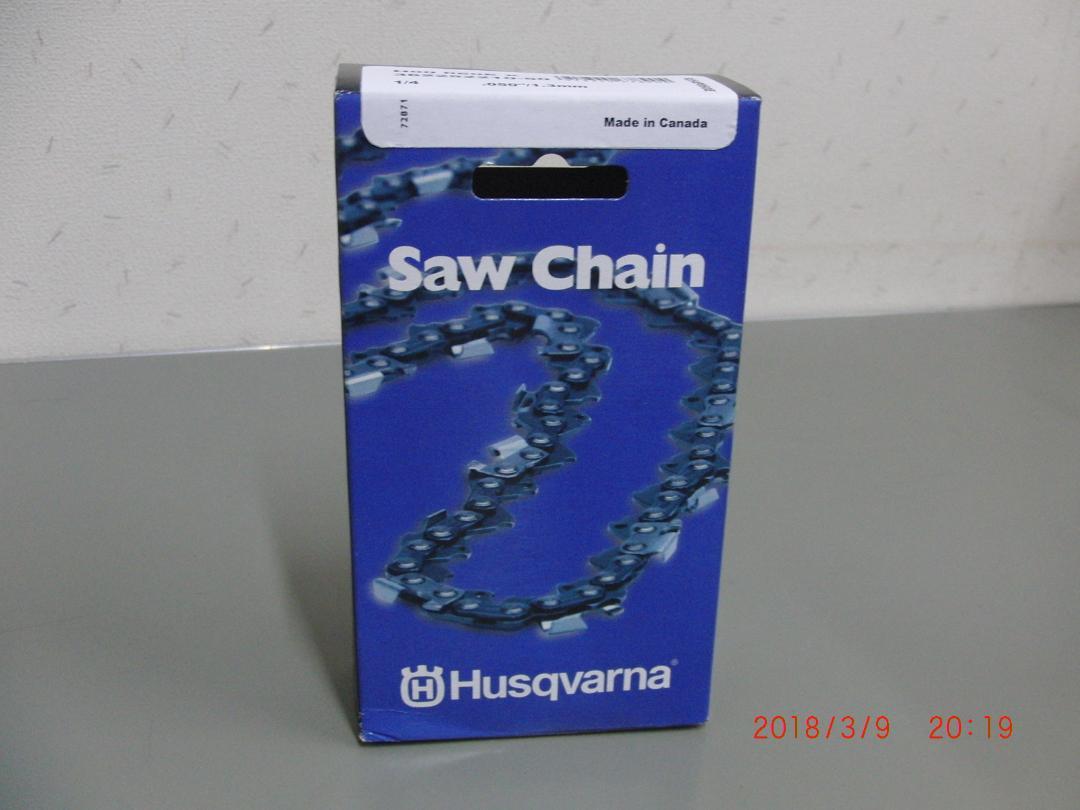 1/4 .050"/1.3mm
72871
Made in Canada
Saw Chain
Husqvarna®
2018/3/9 20:19